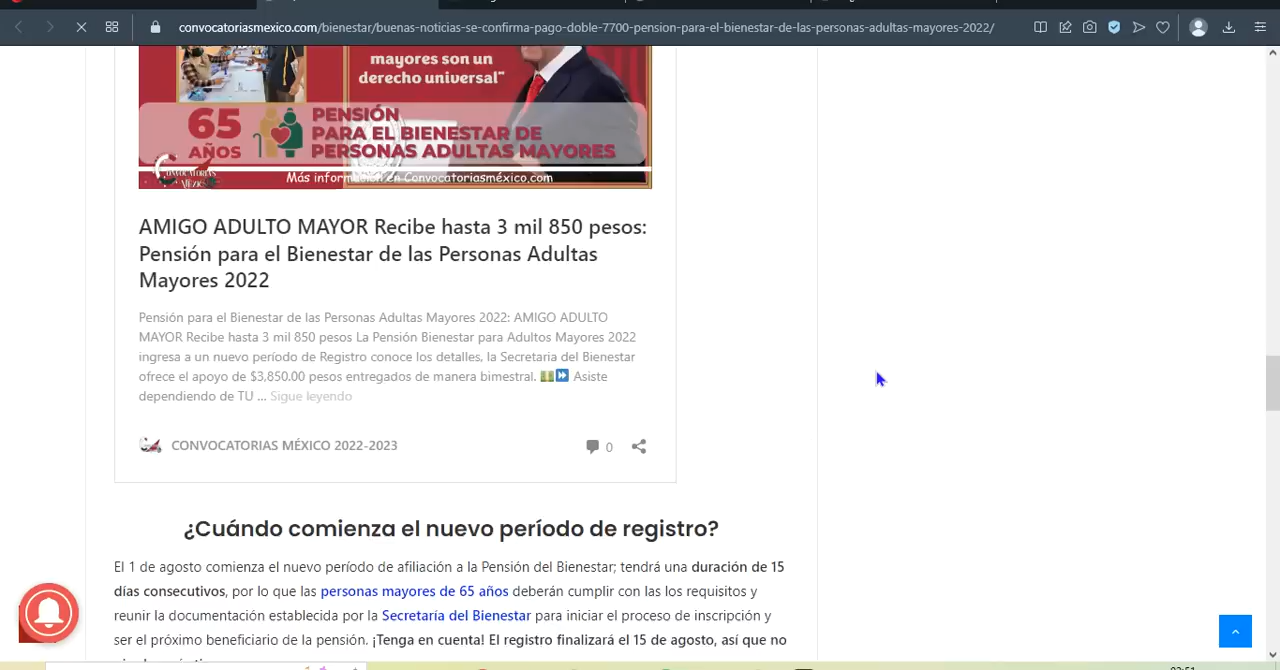 convocatoriasmexico.com/bienestar/buenas-noticias-se-confirma-pago-doble-7700-pension-para-el-bienestar-de-las-personas-adultas-mayores-2022/
mayores son un
derecho universal"
65
AÑOS
PENSIÓN
PARA EL BIENESTAR DE
PERSONAS ADULTAS MAYORES
CONVOCATORIAS
MÉXIC
Más información en Convocatoriasméxico.com
AMIGO ADULTO MAYOR Recibe hasta 3 mil 850 pesos:
Pensión para el Bienestar de las Personas Adultas
Mayores 2022
Pensión para el Bienestar de las Personas Adultas Mayores 2022: AMIGO ADULTO
MAYOR Recibe hasta 3 mil 850 pesos La Pensión Bienestar para Adultos Mayores 2022
ingresa a un nuevo período de Registro conoce los detalles, la Secretaria del Bienestar
ofrece el apoyo de $3,850.00 pesos entregados de manera bimestral. 💵⏩ Asiste
dependiendo de TU ... Sigue leyendo
CONVOCATORIAS MÉXICO 2022-2023
0
¿Cuándo comienza el nuevo período de registro?
El 1 de agosto comienza el nuevo período de afiliación a la Pensión del Bienestar; tendrá una duración de 15
días consecutivos, por lo que las personas mayores de 65 años deberán cumplir con las los requisitos y
reunir la documentación establecida por la Secretaría del Bienestar para iniciar el proceso de inscripción y
ser el próximo beneficiario de la pensión. ¡Tenga en cuenta! El registro finalizará el 15 de agosto, así que no